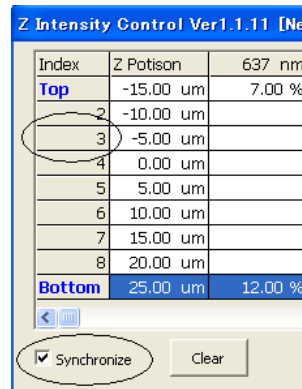 Z Intensity Control Ver1.1.11 [Ne
Index Z Potison 637 nm
Top -15.00 um 7.00 %
2 -10.00 um
3 -5.00 um
4 0.00 um
5 5.00 um
6 10.00 um
7 15.00 um
8 20.00 um
Bottom 25.00 um 12.00 %
Synchronize Clear